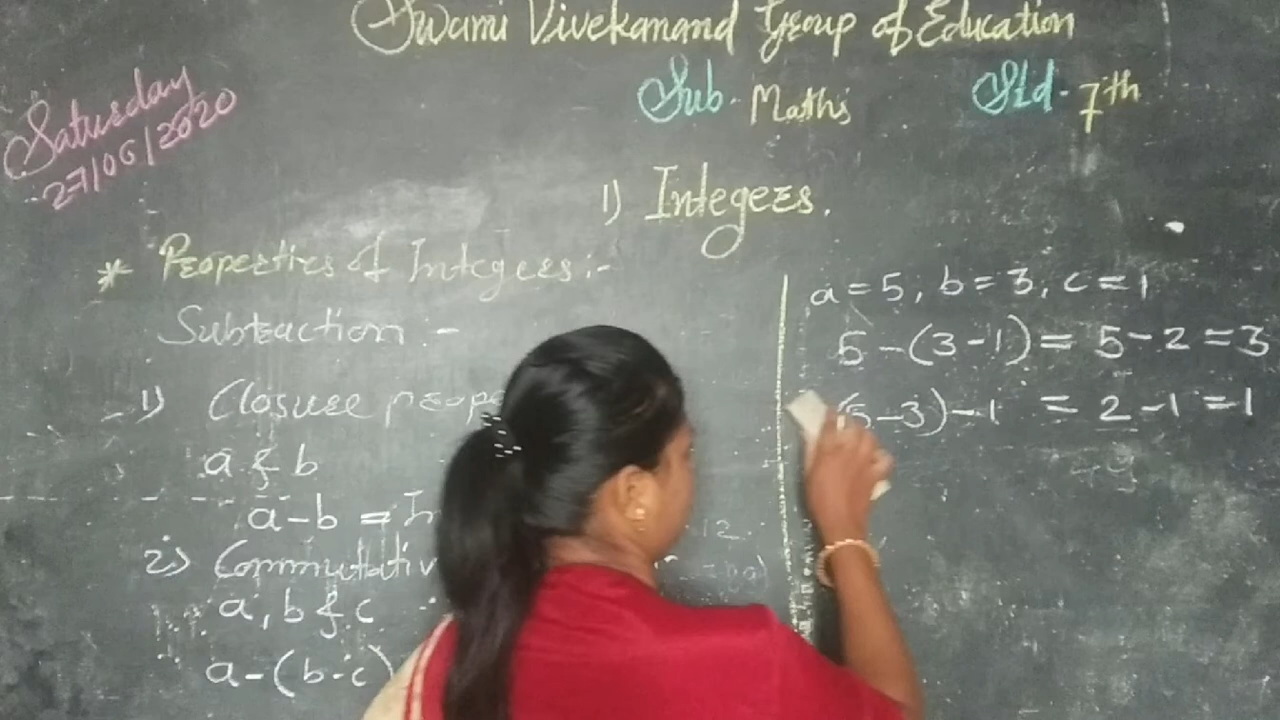 Swami Vivekanand Group of Education
Sub - Maths Std - 7th
Saturday
27/06/2020
1) Integers.
* Properties of Integers :-
Subtraction :-
1) Closure prope
a & b
a-b = In
2) Commutativ
a, b & c
a-(b-c)
a=5, b=3, c=1
5-(3-1) = 5-2 =3
(5-3)-1 = 2-1 =1
12.